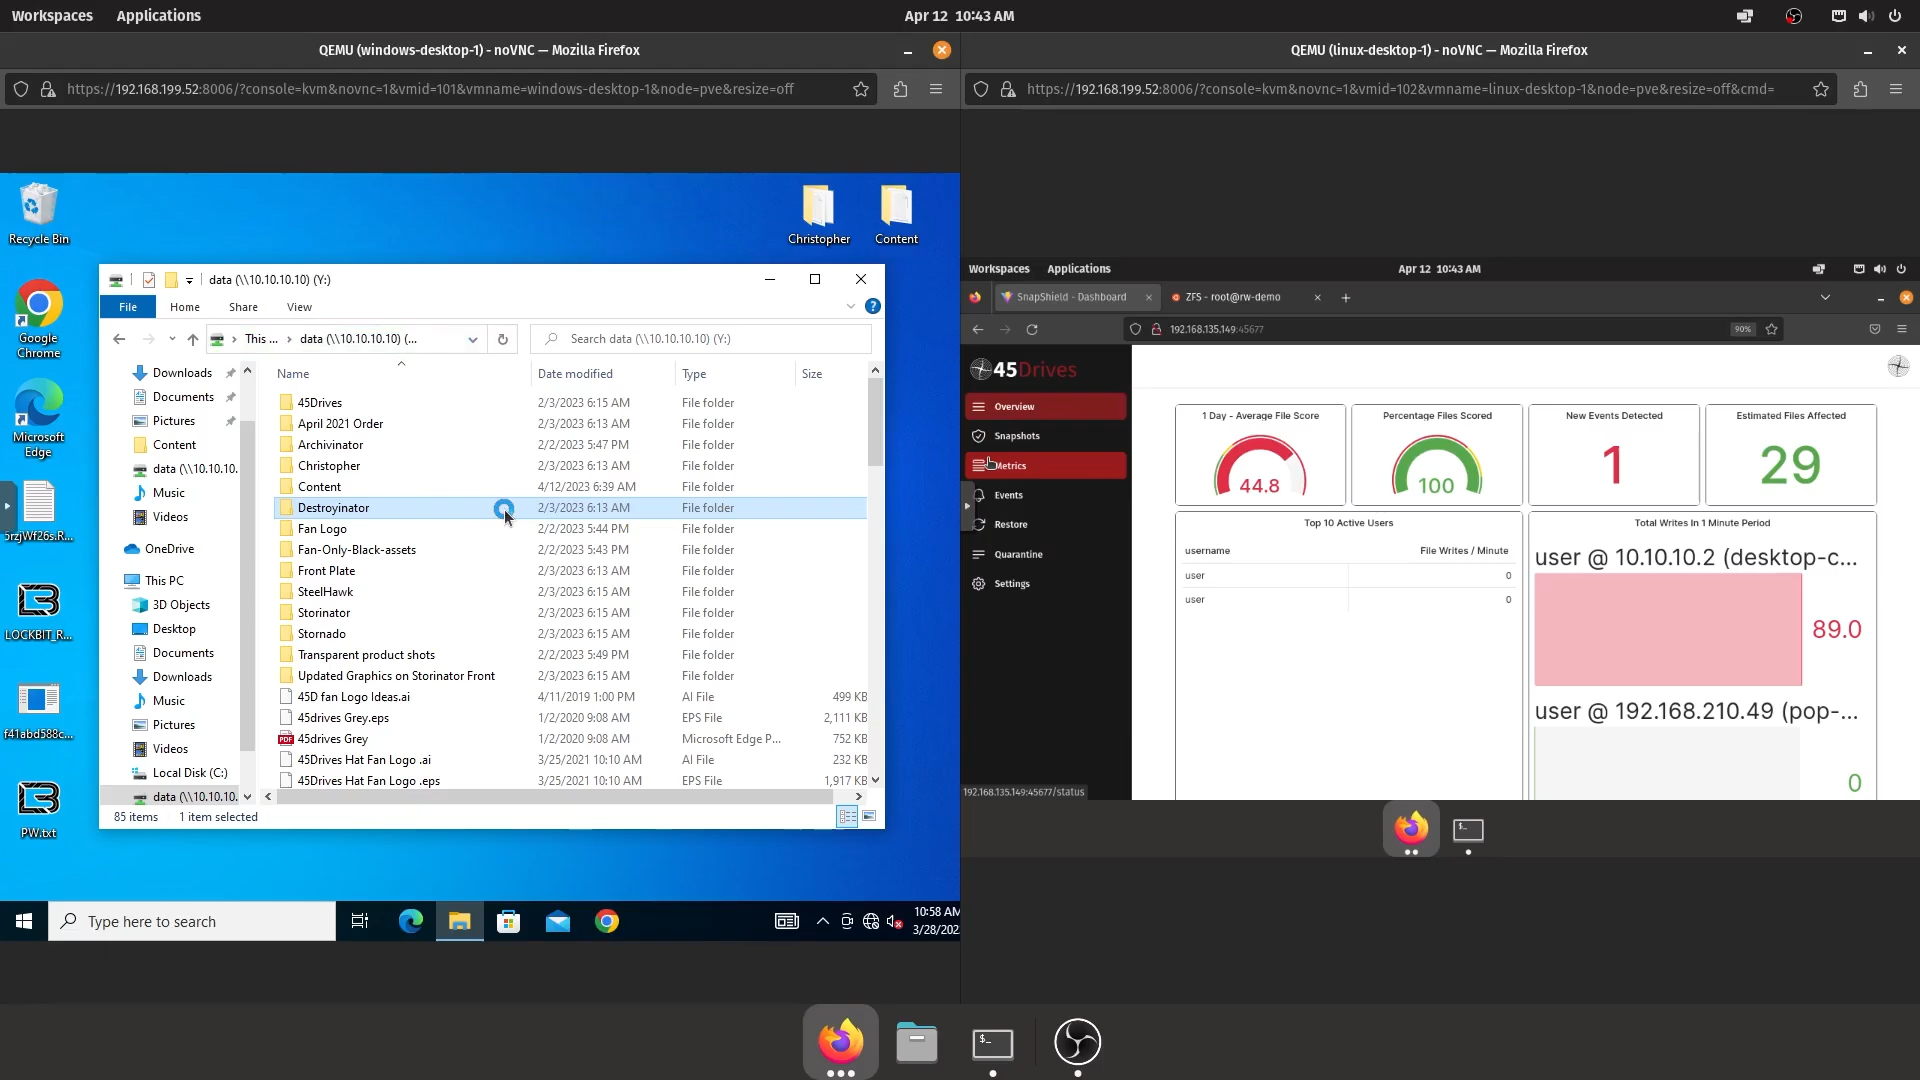 Workspaces Applications Apr 12 10:43 AM
QEMU (windows-desktop-1) - noVNC — Mozilla Firefox
https://192.168.199.52:8006/?console=kvm&novnc=1&vmid=101&vmname=windows-desktop-1&node=pve&resize=off
Recycle Bin
Christopher
Content
Google Chrome
Microsoft Edge
5rzjWf26s.R...
LOCKBIT_R...
f41abd588c...
PW.txt
data (\\10.10.10.10) (Y:)
File Home Share View
This ... data (\\10.10.10.10) (...
Search data (\\10.10.10.10) (Y:)
Downloads
Documents
Pictures
Content
data (\\10.10.10.
Music
Videos
OneDrive
This PC
3D Objects
Desktop
Documents
Downloads
Music
Pictures
Videos
Local Disk (C:)
data (\\10.10.10.
Name Date modified Type Size
45Drives 2/3/2023 6:15 AM File folder
April 2021 Order 2/3/2023 6:13 AM File folder
Archivinator 2/2/2023 5:47 PM File folder
Christopher 2/3/2023 6:13 AM File folder
Content 4/12/2023 6:39 AM File folder
Destroyinator 2/3/2023 6:13 AM File folder
Fan Logo 2/2/2023 5:44 PM File folder
Fan-Only-Black-assets 2/2/2023 5:43 PM File folder
Front Plate 2/3/2023 6:13 AM File folder
SteelHawk 2/3/2023 6:15 AM File folder
Storinator 2/3/2023 6:15 AM File folder
Stornado 2/3/2023 6:15 AM File folder
Transparent product shots 2/2/2023 5:49 PM File folder
Updated Graphics on Storinator Front 2/3/2023 6:15 AM File folder
45D fan Logo Ideas.ai 4/11/2019 1:00 PM AI File 499 KB
45drives Grey.eps 1/2/2020 9:08 AM EPS File 2,111 KB
PDF 45drives Grey 1/2/2020 9:08 AM Microsoft Edge P... 752 KB
45Drives Hat Fan Logo .ai 3/25/2021 10:10 AM AI File 232 KB
45Drives Hat Fan Logo .eps 3/25/2021 10:10 AM EPS File 1,917 KB
85 items 1 item selected
Type here to search
10:58 AM
3/28/202
QEMU (linux-desktop-1) - noVNC — Mozilla Firefox
https://192.168.199.52:8006/?console=kvm&novnc=1&vmid=102&vmname=linux-desktop-1&node=pve&resize=off&cmd=
Workspaces Applications Apr 12 10:43 AM
SnapShield - Dashboard
ZFS - root@rw-demo
192.168.135.149:45677 90%
45Drives
Overview
Snapshots
Metrics
Events
Restore
Quarantine
Settings
1 Day - Average File Score
44.8
Percentage Files Scored
100
New Events Detected
1
Estimated Files Affected
29
Top 10 Active Users
username File Writes / Minute
user 0
user 0
Total Writes In 1 Minute Period
user @ 10.10.10.2 (desktop-c...
89.0
user @ 192.168.210.49 (pop-...
0
192.168.135.149:45677/status